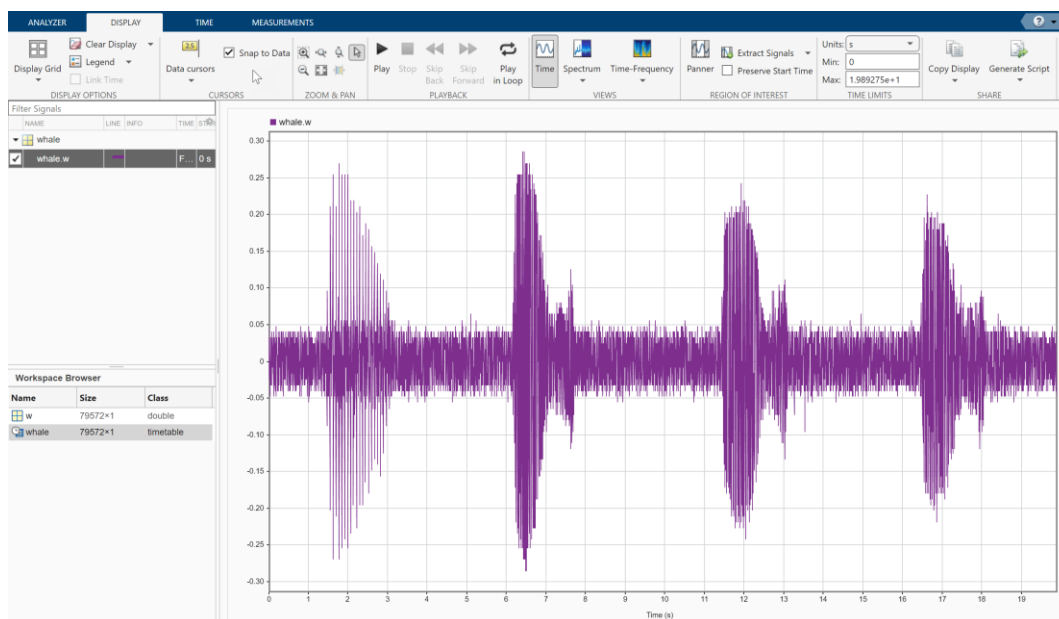 ANALYZER DISPLAY TIME MEASUREMENTS
Display Grid
Clear Display
Legend
Link Time
DISPLAY OPTIONS
Data cursors
Snap to Data
CURSORS
ZOOM & PAN
Play
Stop
Skip Back
Skip Forward
Play in Loop
PLAYBACK
Time
Spectrum
Time-Frequency
VIEWS
Panner
Extract Signals
Preserve Start Time
REGION OF INTEREST
Units: s
Min: 0
Max: 1.989275e+1
TIME LIMITS
Copy Display
Generate Script
SHARE
Filter Signals
NAME LINE INFO TIME
whale
whale.w F... 0 s
Workspace Browser
Name Size Class
w 79572×1 double
whale 79572×1 timetable
whale.w
0.30
0.25
0.20
0.15
0.10
0.05
0
-0.05
-0.10
-0.15
-0.20
-0.25
-0.30
0 1 2 3 4 5 6 7 8 9 10 11 12 13 14 15 16 17 18 19
Time (s)